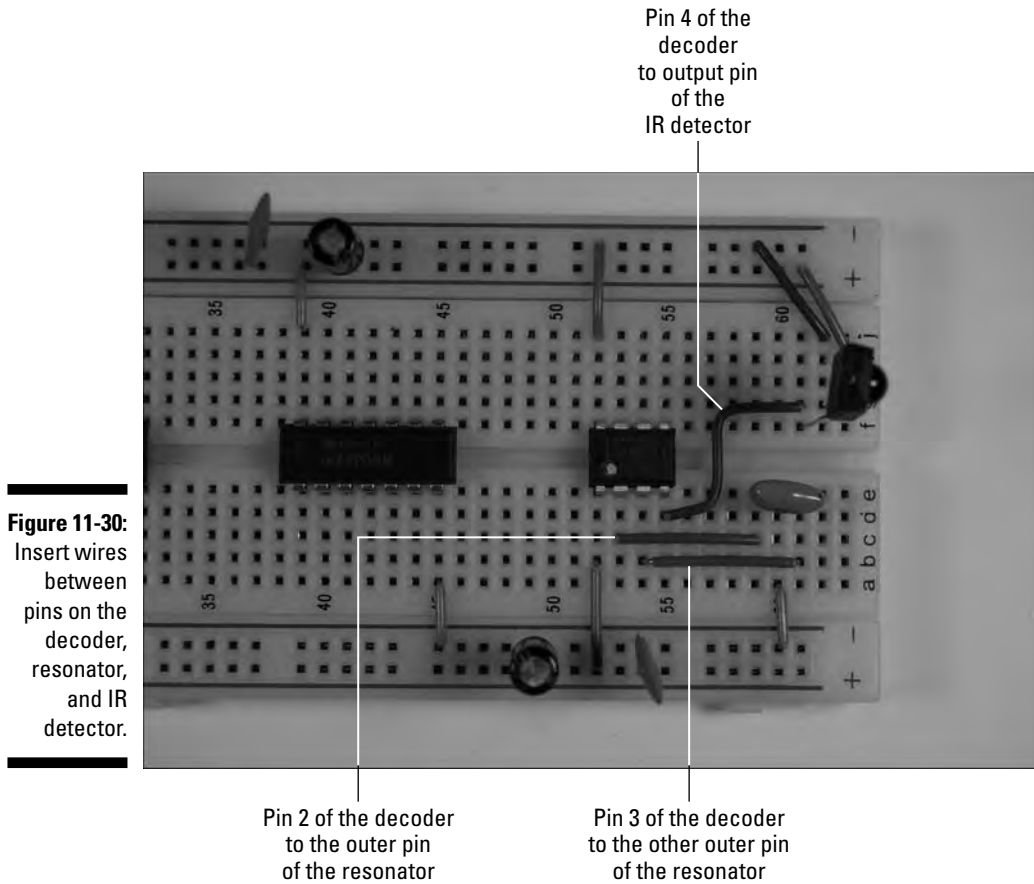 Pin 4 of the
decoder
to output pin
of the
IR detector
−
+
35
40
45
50
55
60
j
f
e
d
c
b
a
35
40
45
50
55
60
−
+
Figure 11-30:
Insert wires
between
pins on the
decoder,
resonator,
and IR
detector.
Pin 2 of the decoder
to the outer pin
of the resonator
Pin 3 of the decoder
to the other outer pin
of the resonator